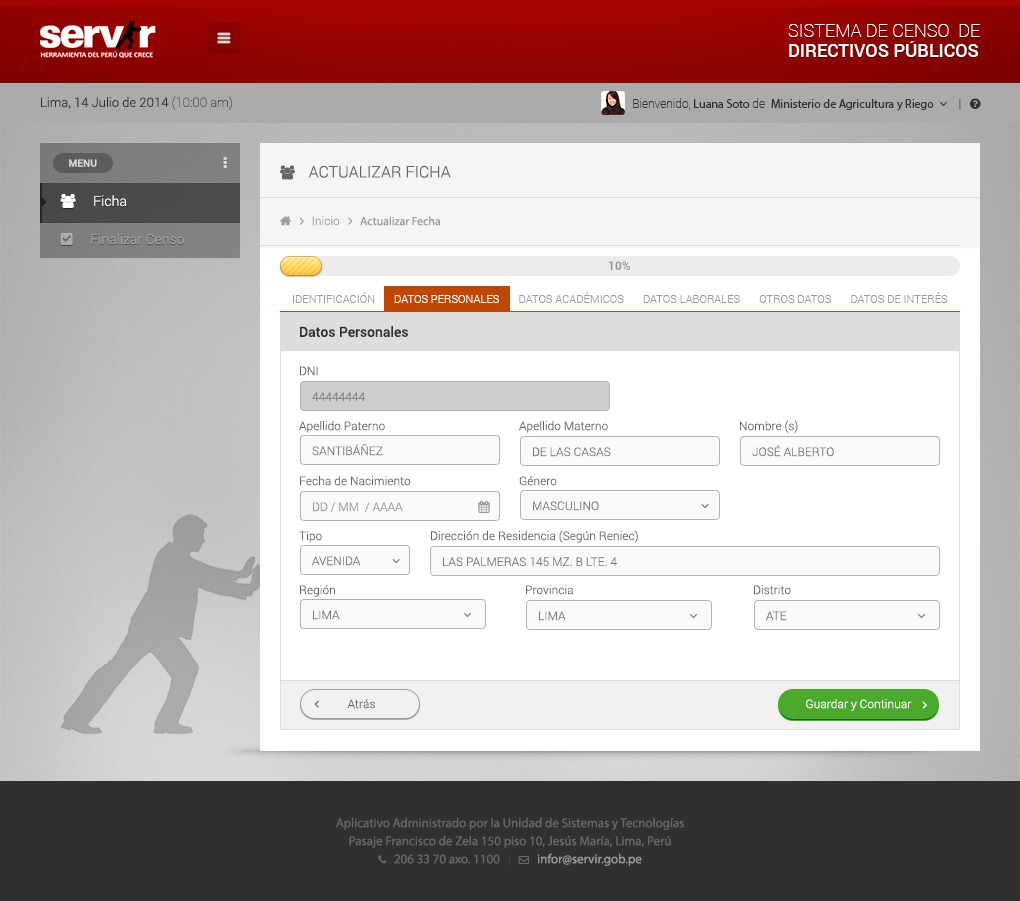 servir
HERRAMIENTA DEL PERÚ QUE CRECE
SISTEMA DE CENSO DE
DIRECTIVOS PÚBLICOS
Lima, 14 Julio de 2014 (10:00 am)
Bienvenido, Luana Soto de Ministerio de Agricultura y Riego
MENU
Ficha
Finalizar Censo
ACTUALIZAR FICHA
Inicio > Actualizar Fecha
10%
IDENTIFICACIÓN DATOS PERSONALES DATOS ACADÉMICOS DATOS LABORALES OTROS DATOS DATOS DE INTERÉS
Datos Personales
DNI
44444444
Apellido Paterno Apellido Materno Nombre (s)
SANTIBÁÑEZ DE LAS CASAS JOSÉ ALBERTO
Fecha de Nacimiento Género
DD / MM / AAAA MASCULINO
Tipo Dirección de Residencia (Según Reniec)
AVENIDA LAS PALMERAS 145 MZ. B LTE. 4
Región Provincia Distrito
LIMA LIMA ATE
Atrás Guardar y Continuar
Aplicativo Administrado por la Unidad de Sistemas y Tecnologías
Pasaje Francisco de Zela 150 piso 10, Jesús María, Lima, Perú
206 33 70 axo. 1100 | infor@servir.gob.pe